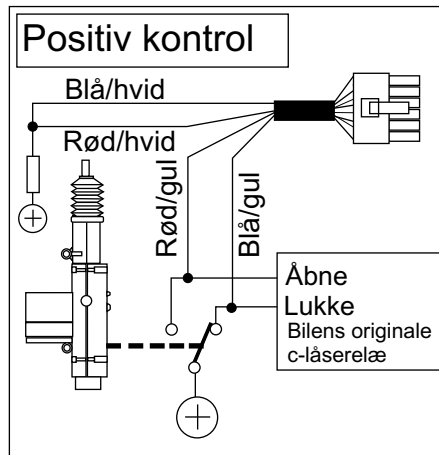 Positiv kontrol
Blå/hvid
Rød/hvid
Rød/gul
Blå/gul
Åbne
Lukke
Bilens originale
c-låserelæ